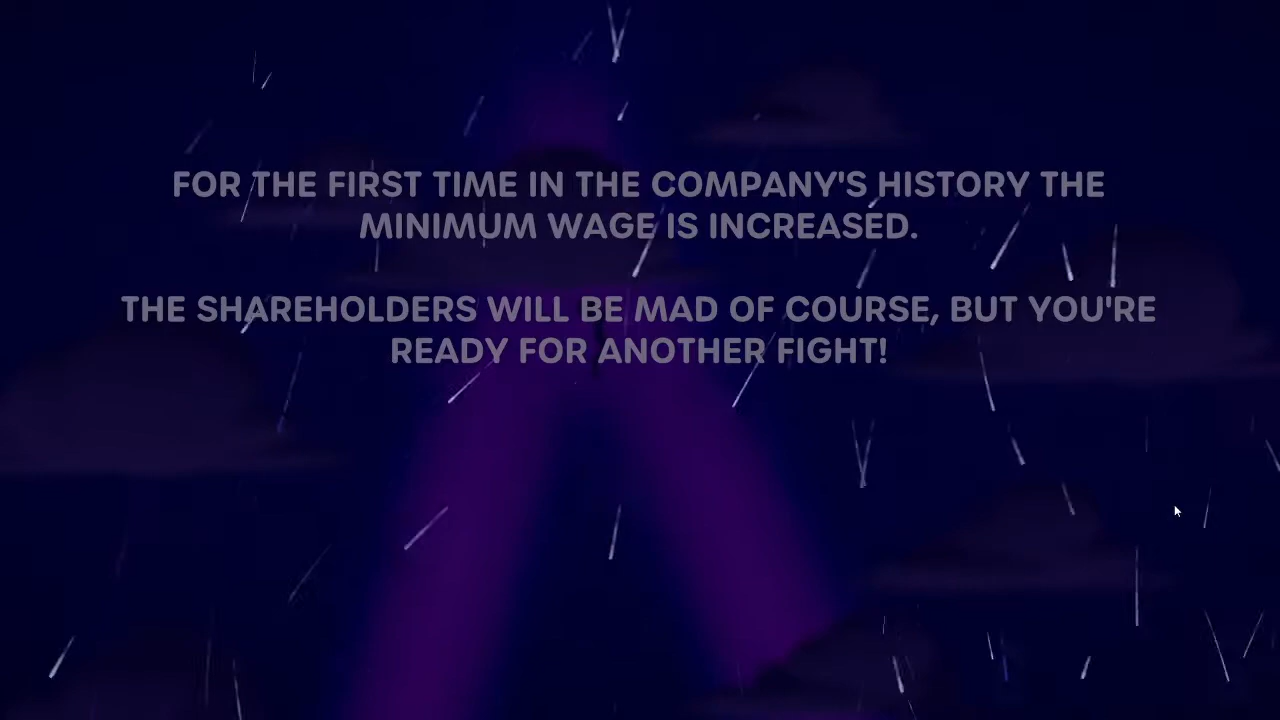 FOR THE FIRST TIME IN THE COMPANY'S HISTORY THE
MINIMUM WAGE IS INCREASED.
THE SHAREHOLDERS WILL BE MAD OF COURSE, BUT YOU'RE
READY FOR ANOTHER FIGHT!